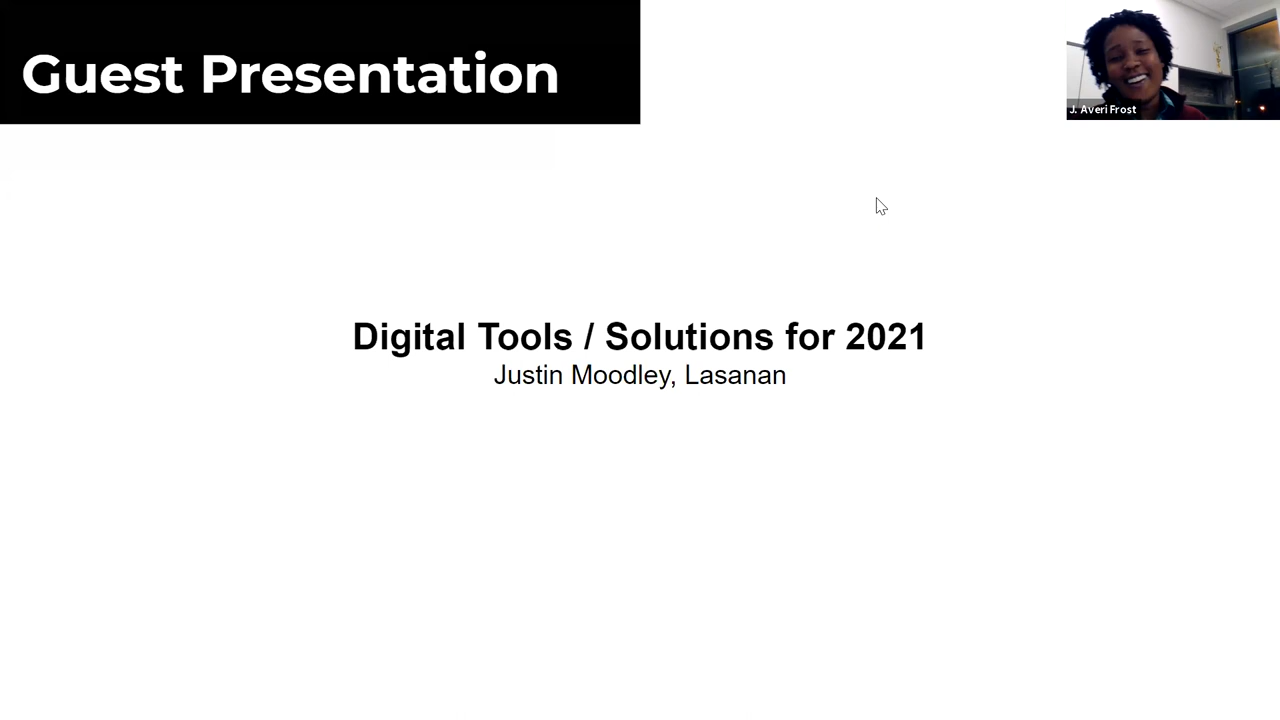 Guest Presentation
J. Averi Frost
Digital Tools / Solutions for 2021
Justin Moodley, Lasanan